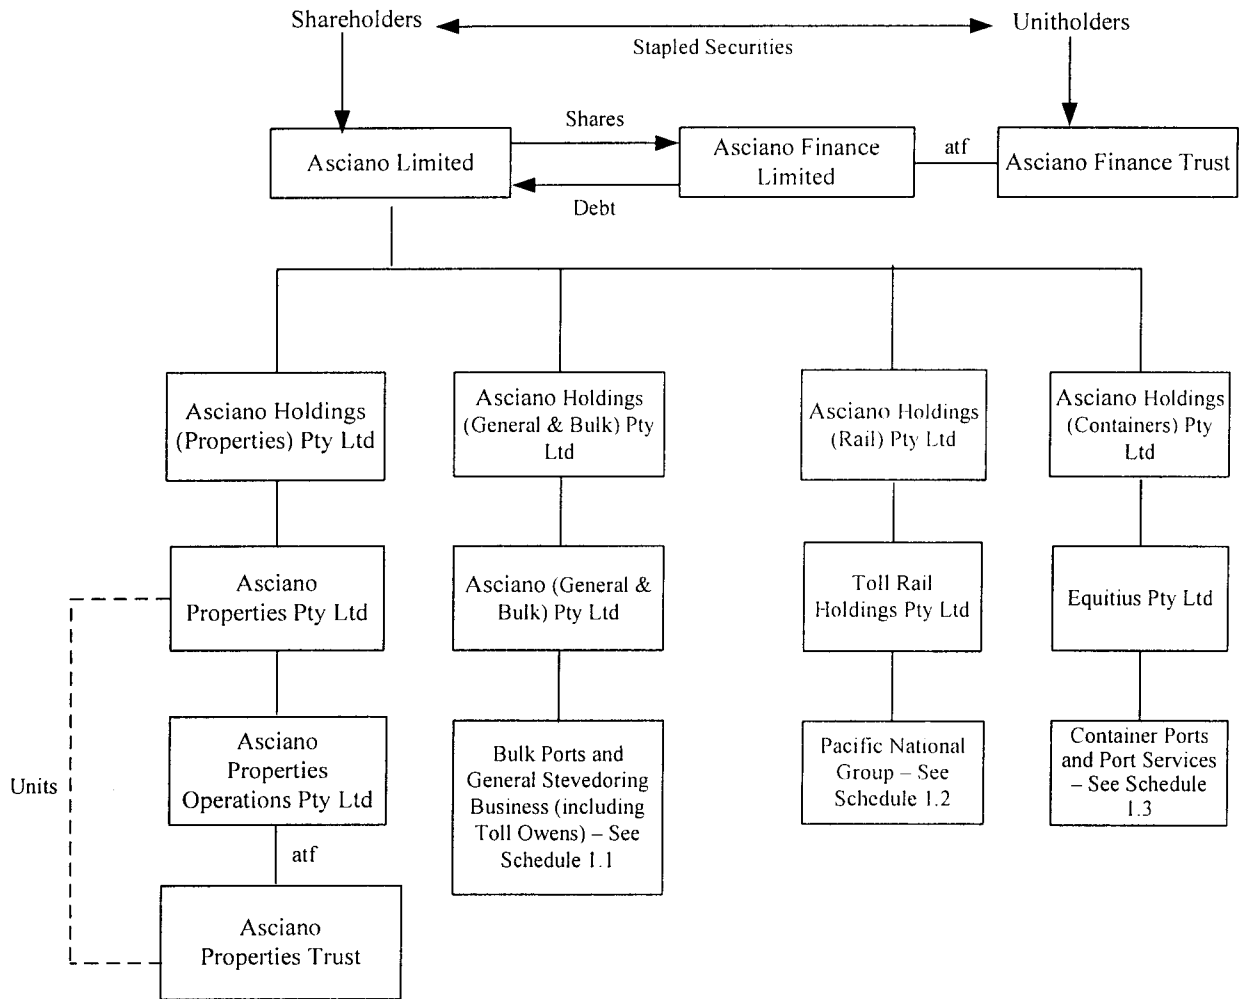 Shareholders
Unitholders
Stapled Securities
Shares
Asciano Limited
Asciano Finance
Limited
atf
Asciano Finance Trust
Debt
Asciano Holdings
(Properties) Pty Ltd
Asciano Holdings
(General & Bulk) Pty
Ltd
Asciano Holdings
(Rail) Pty Ltd
Asciano Holdings
(Containers) Pty
Ltd
Asciano
Properties Pty Ltd
Asciano (General &
Bulk) Pty Ltd
Toll Rail
Holdings Pty Ltd
Equitius Pty Ltd
Units
Asciano
Properties
Operations Pty Ltd
Bulk Ports and
General Stevedoring
Business (including
Toll Owens) – See
Schedule 1.1
Pacific National
Group – See
Schedule 1.2
Container Ports
and Port Services
– See Schedule
1.3
atf
Asciano
Properties Trust